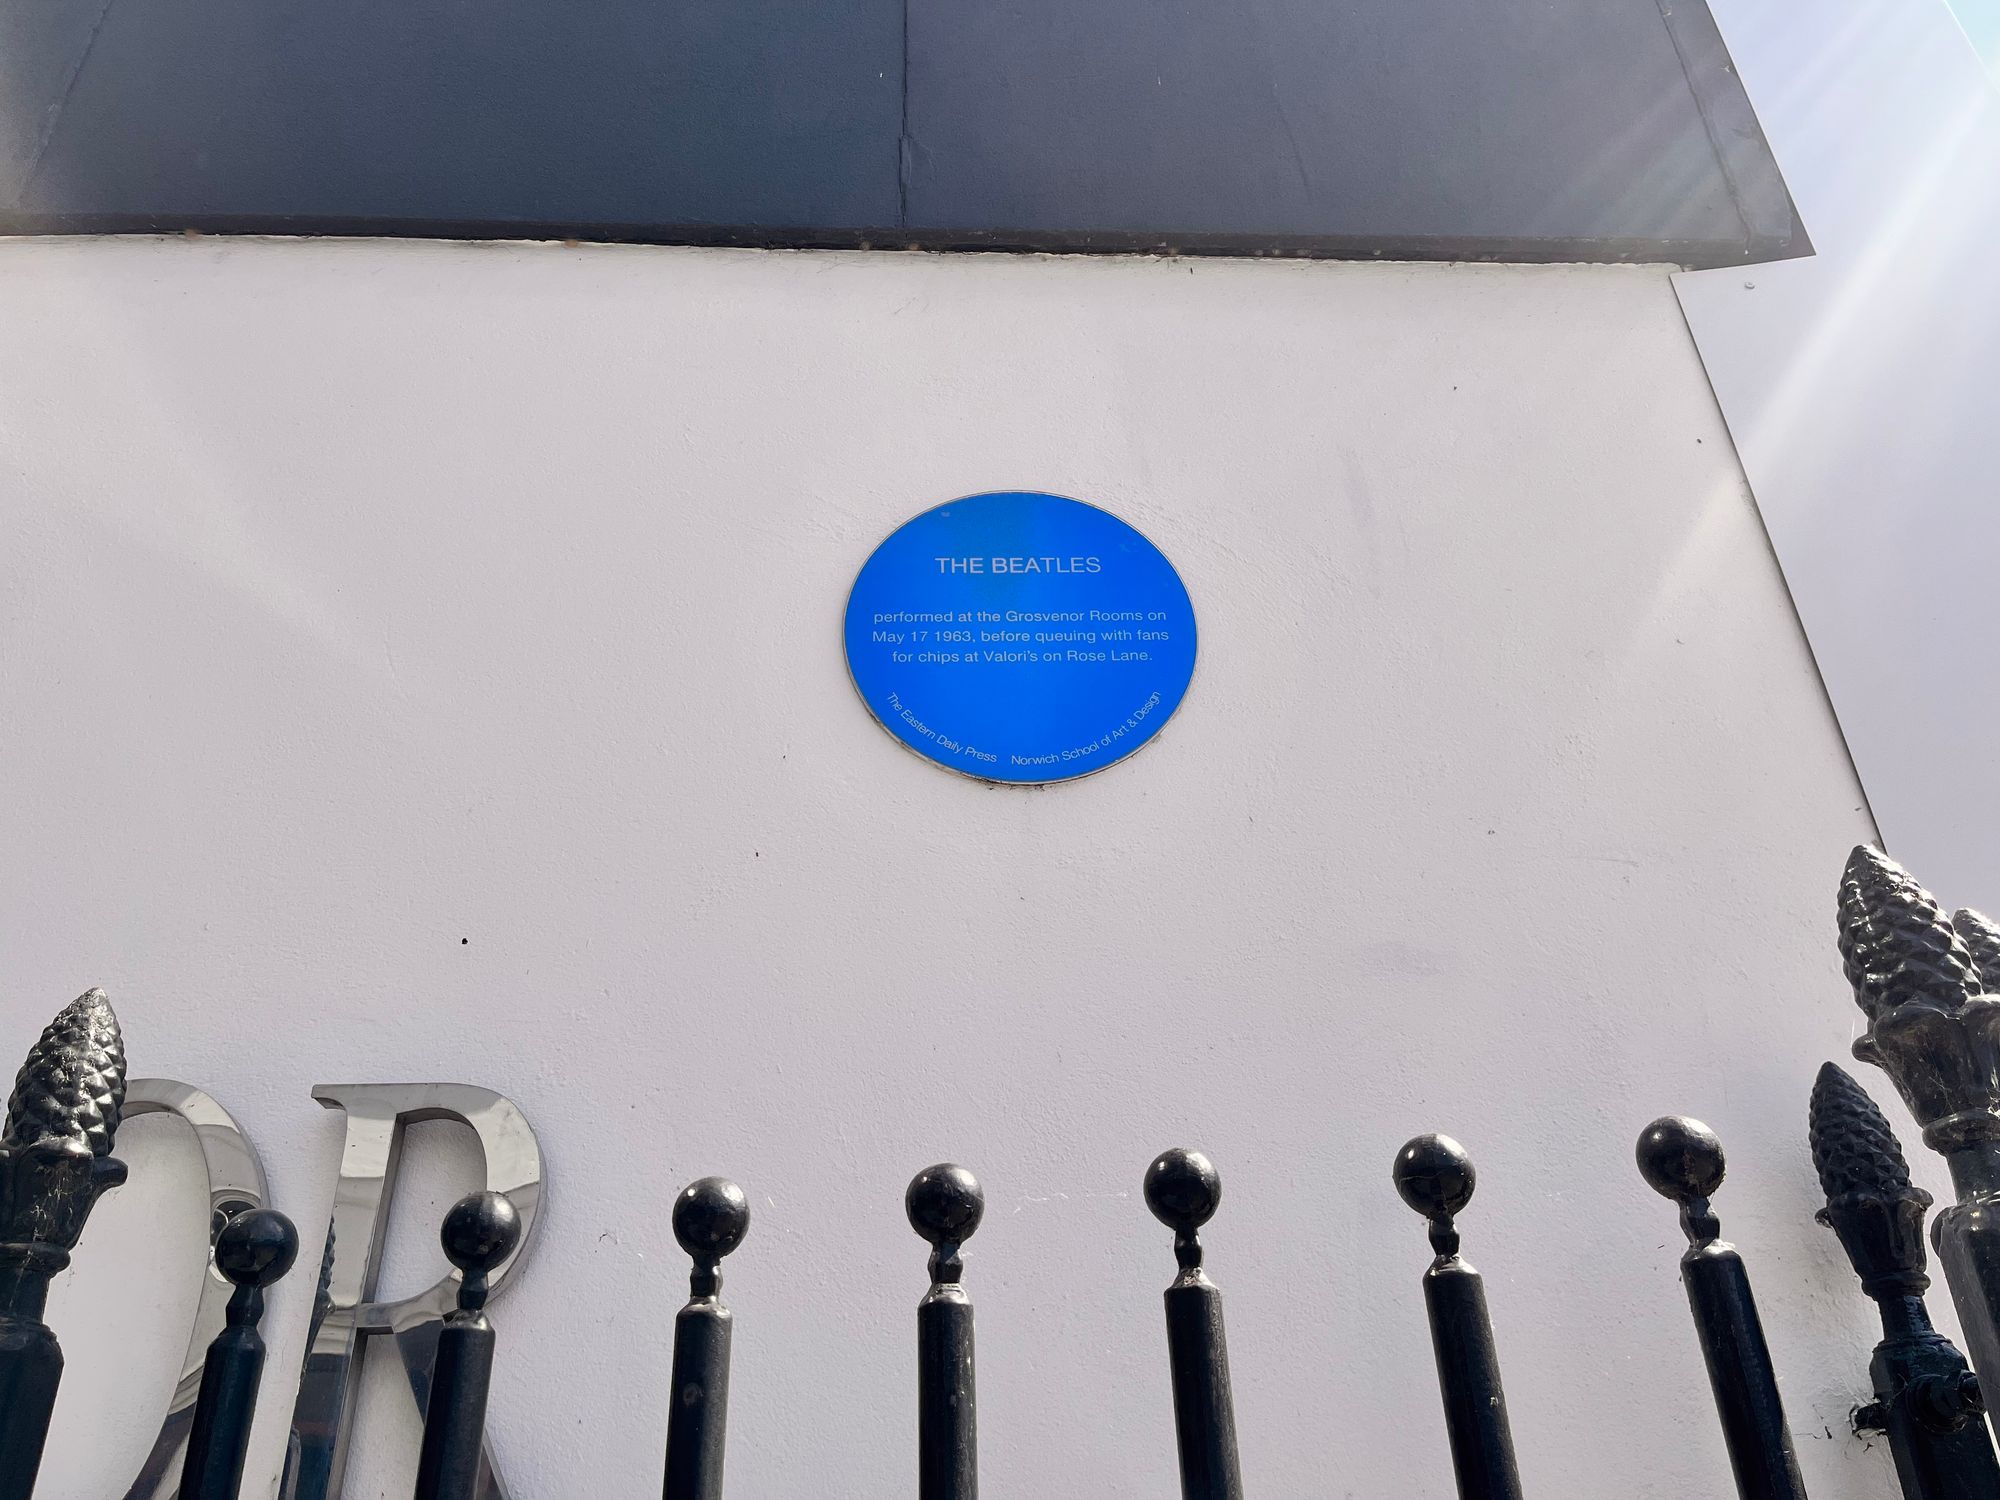 THE BEATLES
performed at the Grosvenor Rooms on
May 17 1963, before queuing with fans
for chips at Valori's on Rose Lane.
The Eastern Daily Press Norwich School of Art & Design
OR